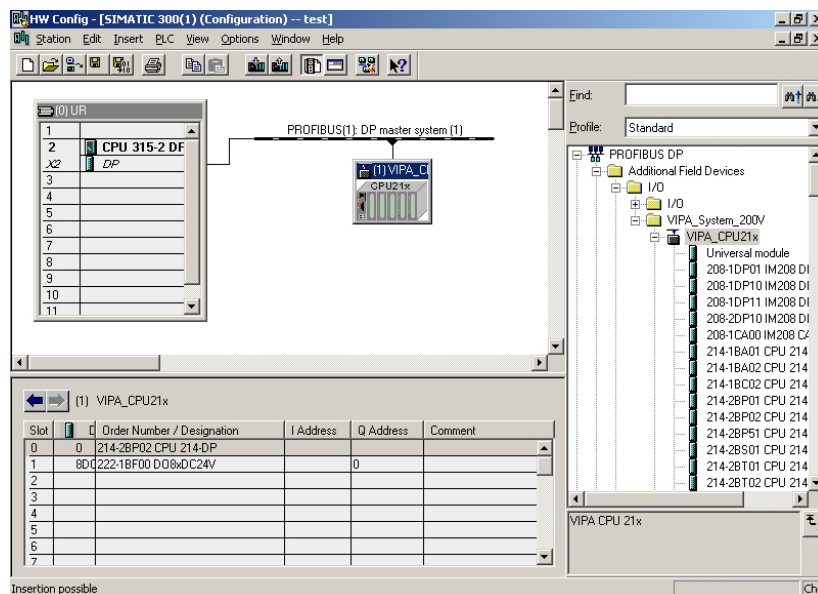 HW Config - [SIMATIC 300(1) (Configuration) -- test]
Station Edit Insert PLC View Options Window Help
(0) UR
1
2 CPU 315-2 DP
X2 DP
3
4
5
6
7
8
9
10
11
PROFIBUS(1): DP master system (1)
(1) VIPA_C
CPU21x
Find:
Profile: Standard
PROFIBUS DP
Additional Field Devices
I/O
I/O
VIPA_System_200V
VIPA_CPU21x
Universal module
208-1DP01 IM208 DI
208-1DP10 IM208 DI
208-1DP11 IM208 DI
208-2DP10 IM208 DI
208-1CA00 IM208 CA
214-1BA01 CPU 214
214-1BA02 CPU 214
214-1BC02 CPU 214
214-2BP01 CPU 214
214-2BP02 CPU 214
214-2BP51 CPU 214
214-2BS01 CPU 214
214-2BT01 CPU 214
214-2BT02 CPU 214
VIPA CPU 21x
(1) VIPA_CPU21x
Slot Order Number / Designation I Address Q Address Comment
0 0 214-2BP02 CPU 214-DP
1 8DO 222-1BF00 DO8xDC24V 0
2
3
4
5
6
7
Insertion possible